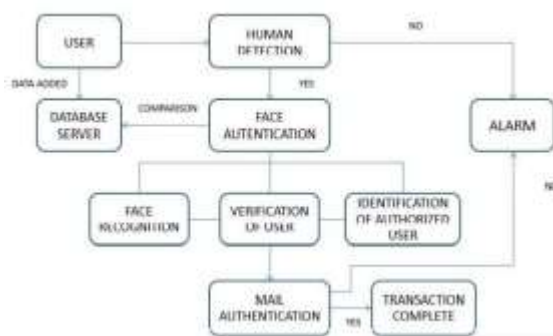 USER
HUMAN
DETECTION
NO
DATA ADDED
YES
DATABASE
SERVER
COMPARISON
FACE
AUTENTICATION
ALARM
FACE
RECOGNITION
VERIFICATION
OF USER
IDENTIFICATION
OF AUTHORIZED
USER
MAIL
AUTHENTICATION
YES
TRANSACTION
COMPLETE